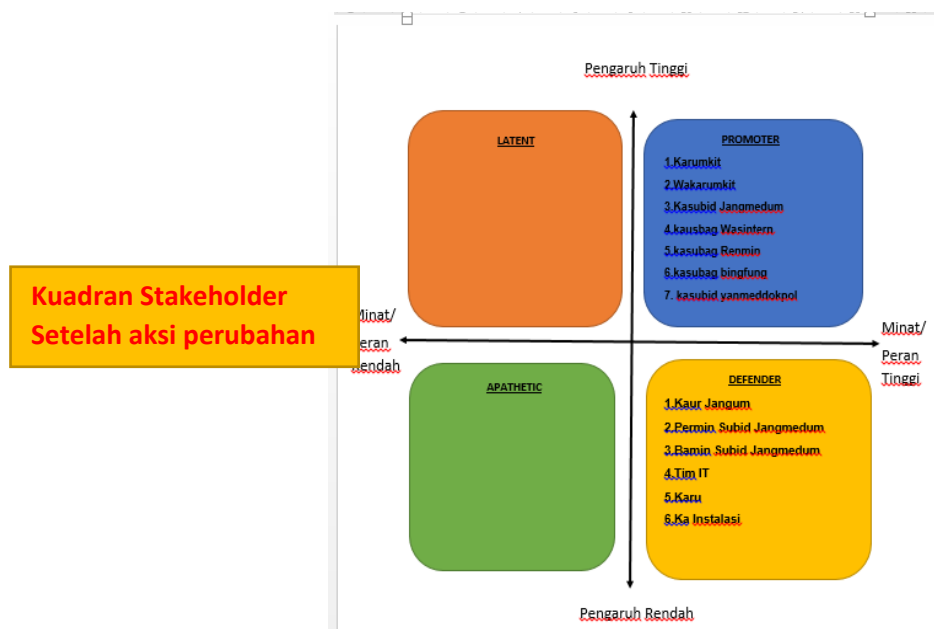 Pengaruh Tinggi
LATENT
PROMOTER
1.Karumkit
2.Wakarumkit
3.Kasubid Jangmedum
4.kausbag Wasintern
5.kasubag Renmin
6.kasubag bingfung
7. kasubid yanmeddokpol
Kuadran Stakeholder
Setelah aksi perubahan
Minat/
Peran
Rendah
Minat/
Peran
Tinggi
APATHETIC
DEFENDER
1.Kaur Jangum
2.Permin Subid Jangmedum
3.Bamin Subid Jangmedum
4.Tim IT
5.Karu
6.Ka Instalasi
Pengaruh Rendah